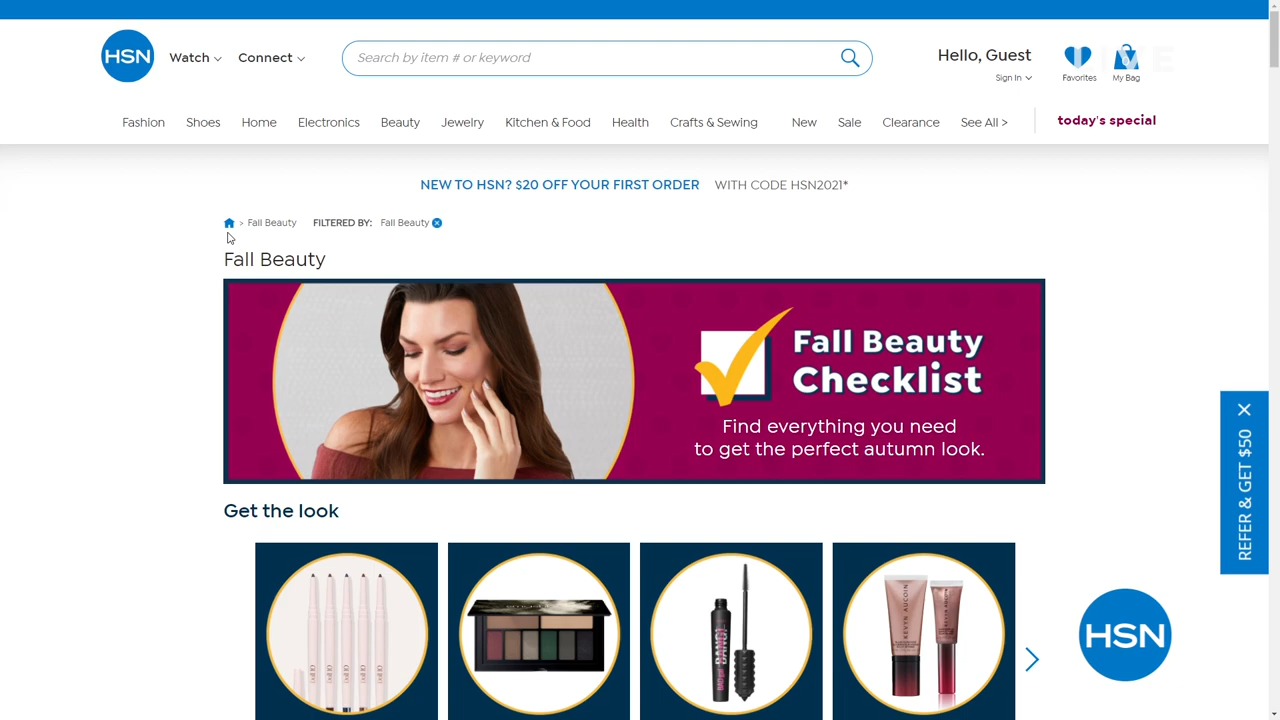 HSN
Watch
Connect
Search by item # or keyword
Hello, Guest
Sign In
Favorites
My Bag
Fashion
Shoes
Home
Electronics
Beauty
Jewelry
Kitchen & Food
Health
Crafts & Sewing
New
Sale
Clearance
See All >
today's special
NEW TO HSN? $20 OFF YOUR FIRST ORDER WITH CODE HSN2021*
> Fall Beauty
FILTERED BY: Fall Beauty
Fall Beauty
Fall Beauty
Checklist
Find everything you need
to get the perfect autumn look.
REFER & GET $50
Get the look
BANG!
REVYN AUCOIN
HSN